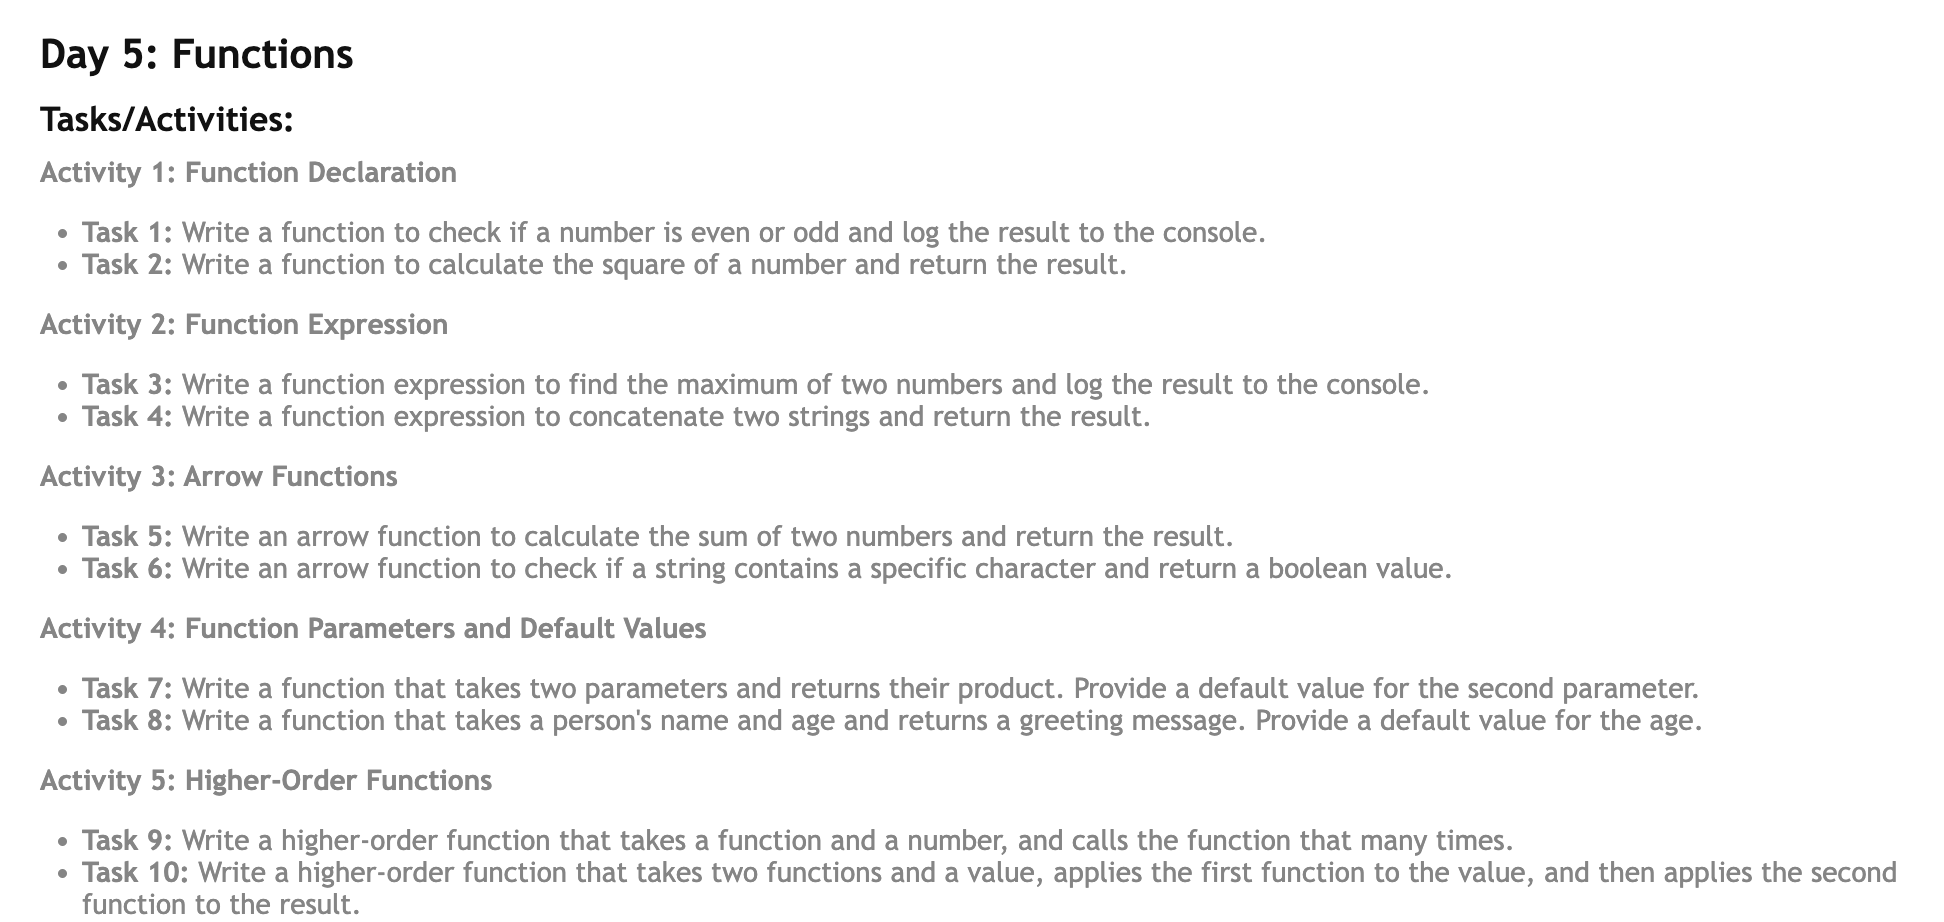 Day 5: Functions
Tasks/Activities:
Activity 1: Function Declaration
• Task 1: Write a function to check if a number is even or odd and log the result to the console.
• Task 2: Write a function to calculate the square of a number and return the result.
Activity 2: Function Expression
• Task 3: Write a function expression to find the maximum of two numbers and log the result to the console.
• Task 4: Write a function expression to concatenate two strings and return the result.
Activity 3: Arrow Functions
• Task 5: Write an arrow function to calculate the sum of two numbers and return the result.
• Task 6: Write an arrow function to check if a string contains a specific character and return a boolean value.
Activity 4: Function Parameters and Default Values
• Task 7: Write a function that takes two parameters and returns their product. Provide a default value for the second parameter.
• Task 8: Write a function that takes a person's name and age and returns a greeting message. Provide a default value for the age.
Activity 5: Higher-Order Functions
• Task 9: Write a higher-order function that takes a function and a number, and calls the function that many times.
• Task 10: Write a higher-order function that takes two functions and a value, applies the first function to the value, and then applies the second
function to the result.